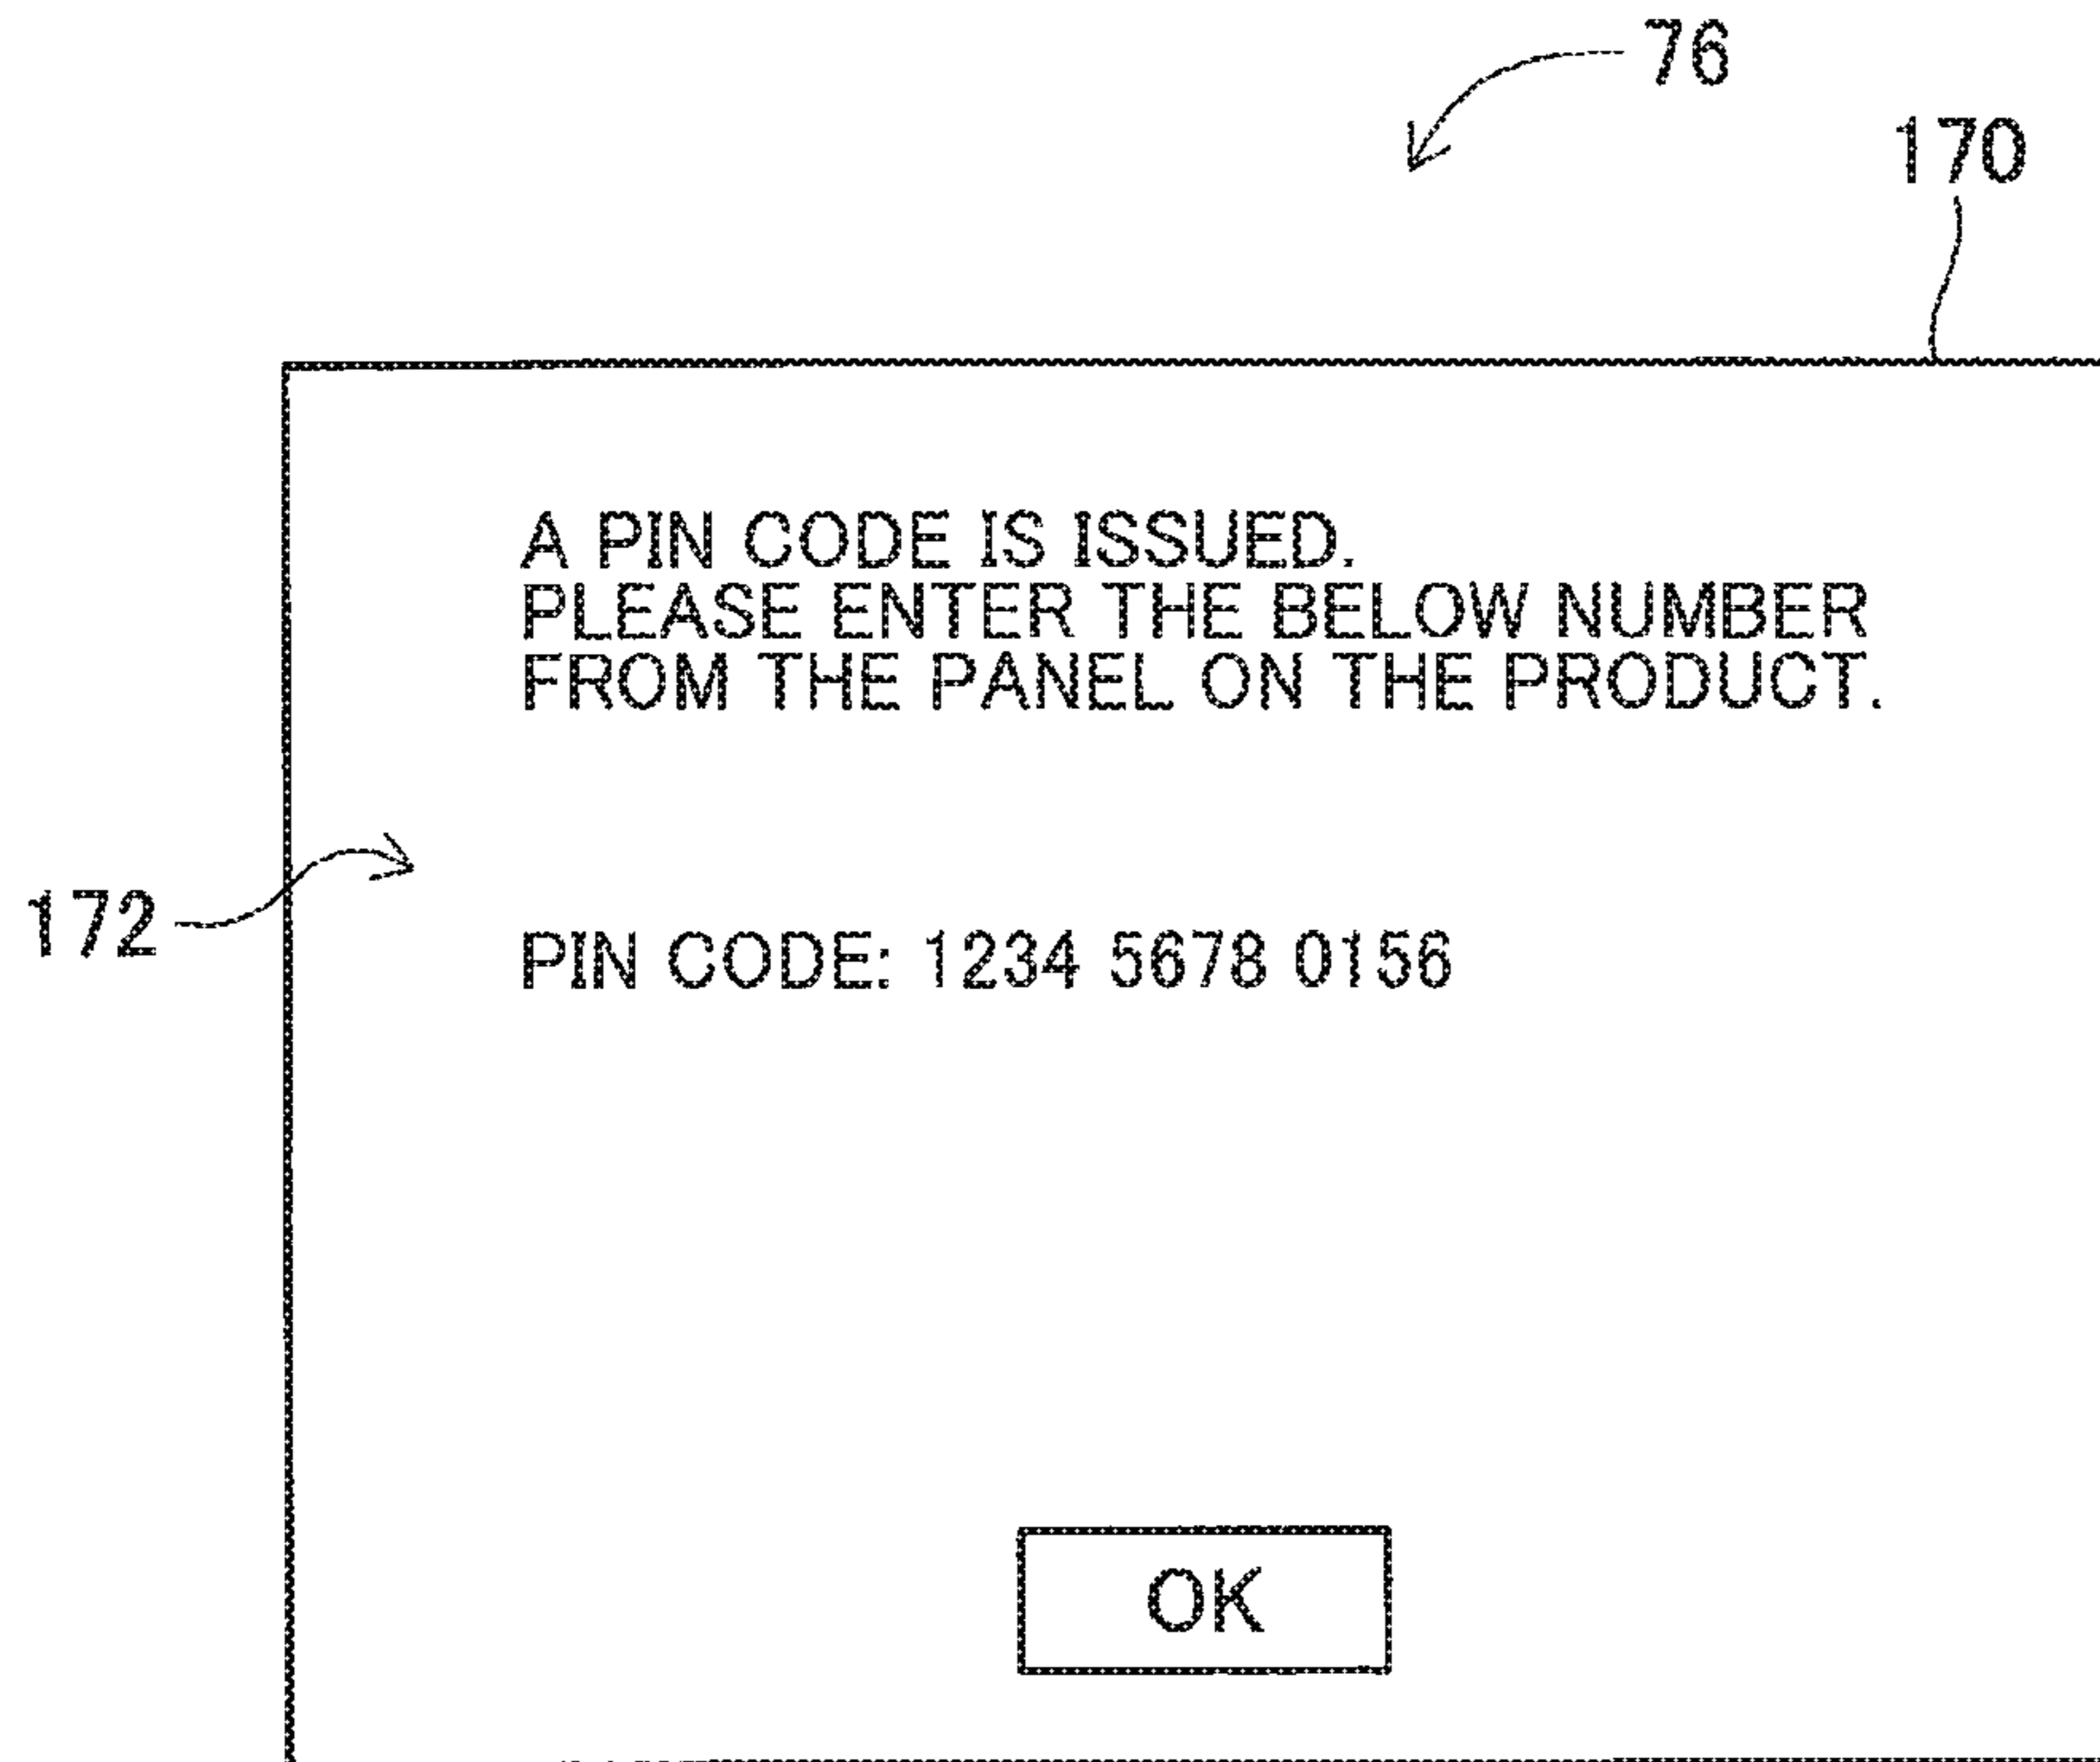 76
170
A PIN CODE IS ISSUED.
PLEASE ENTER THE BELOW NUMBER
FROM THE PANEL ON THE PRODUCT.
172
PIN CODE: 1234 5678 0156
OK